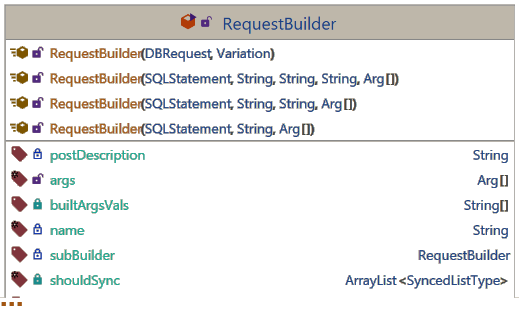 RequestBuilder
RequestBuilder(DBRequest, Variation)
RequestBuilder(SQLStatement, String, String, String, Arg[])
RequestBuilder(SQLStatement, String, String, Arg[])
RequestBuilder(SQLStatement, String, Arg[])
postDescription String
args Arg[]
builtArgsVals String[]
name String
subBuilder RequestBuilder
shouldSync ArrayList<SyncedListType>